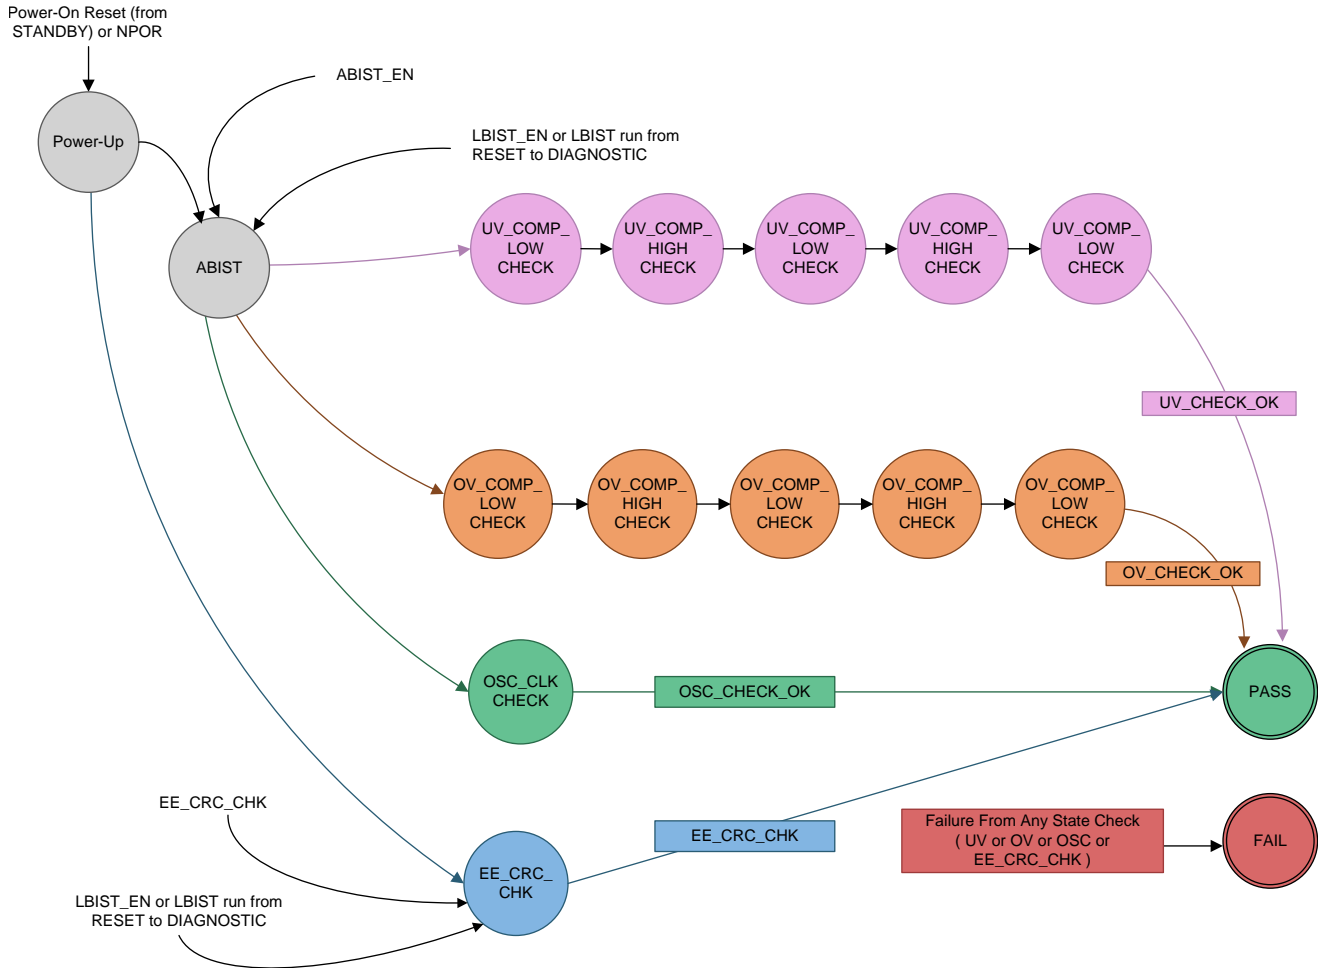 Power-On Reset (from
STANDBY) or NPOR
ABIST_EN
Power-Up
LBIST_EN or LBIST run from
RESET to DIAGNOSTIC
ABIST
UV_COMP_
LOW
CHECK
UV_COMP_
HIGH
CHECK
UV_COMP_
LOW
CHECK
UV_COMP_
HIGH
CHECK
UV_COMP_
LOW
CHECK
UV_CHECK_OK
OV_COMP_
LOW
CHECK
OV_COMP_
HIGH
CHECK
OV_COMP_
LOW
CHECK
OV_COMP_
HIGH
CHECK
OV_COMP_
LOW
CHECK
OV_CHECK_OK
OSC_CLK
CHECK
OSC_CHECK_OK
PASS
EE_CRC_CHK
EE_CRC_CHK
Failure From Any State Check
( UV or OV or OSC or
EE_CRC_CHK )
FAIL
EE_CRC_
CHK
LBIST_EN or LBIST run from
RESET to DIAGNOSTIC